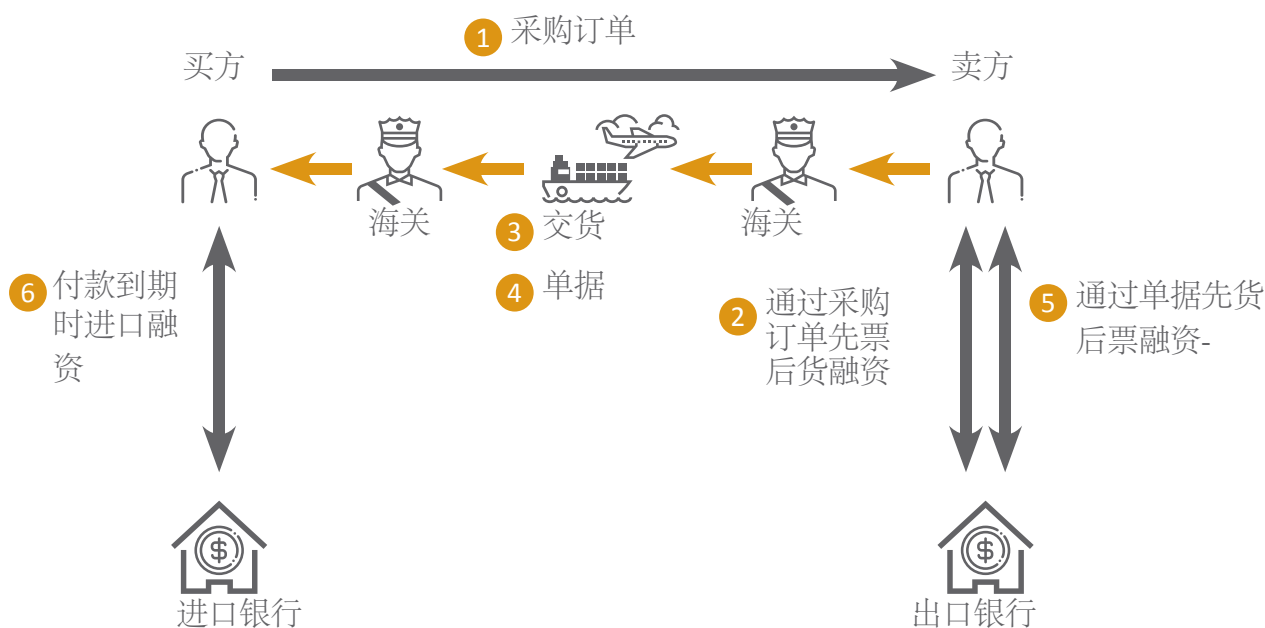 1 采购订单
买方
卖方
海关
3 交货
海关
4 单据
6 付款到期
时进口融
资
2 通过采购
订单先票
后货融资
5 通过单据先货
后票融资-
$
$
进口银行
出口银行